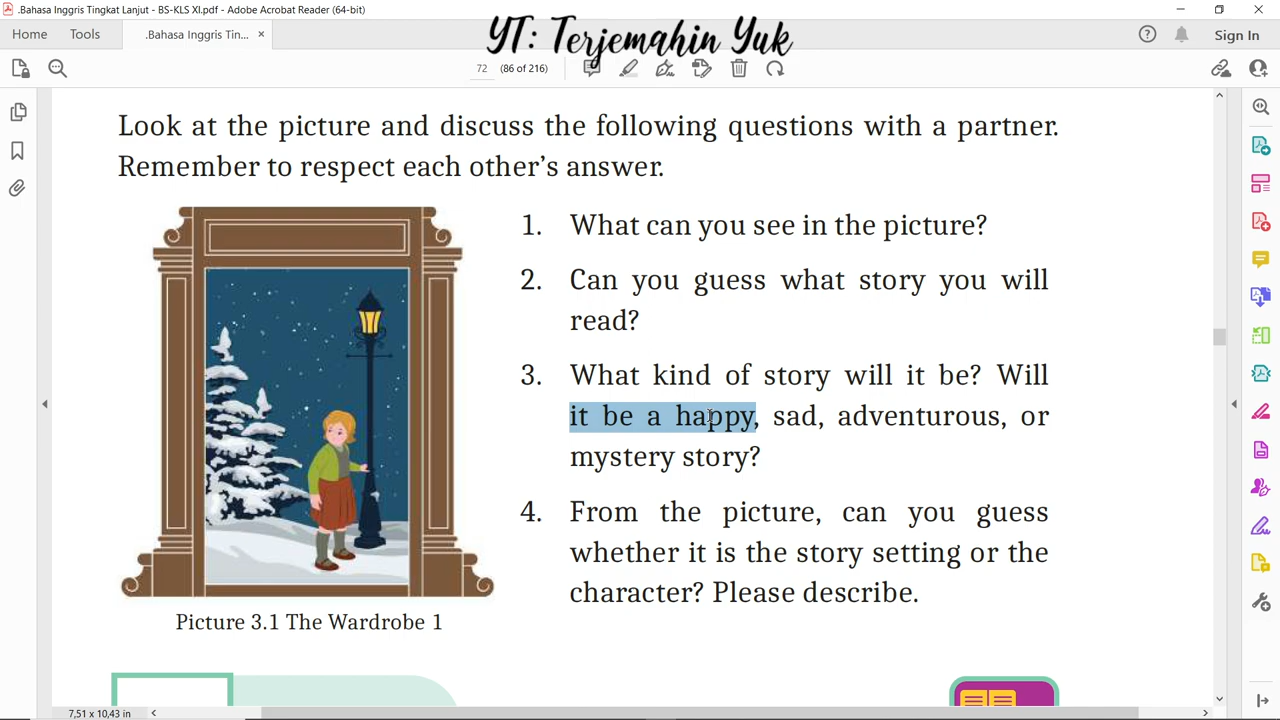 .Bahasa Inggris Tingkat Lanjut - BS-KLS XI.pdf - Adobe Acrobat Reader (64-bit)
YT: Terjemahin Yuk
Home Tools .Bahasa Inggris Tin... × Sign In
72 (86 of 216)
Look at the picture and discuss the following questions with a partner.
Remember to respect each other’s answer.
1. What can you see in the picture?
2. Can you guess what story you will
read?
3. What kind of story will it be? Will
it be a happy, sad, adventurous, or
mystery story?
4. From the picture, can you guess
whether it is the story setting or the
character? Please describe.
Picture 3.1 The Wardrobe 1
7,51 x 10,43 in